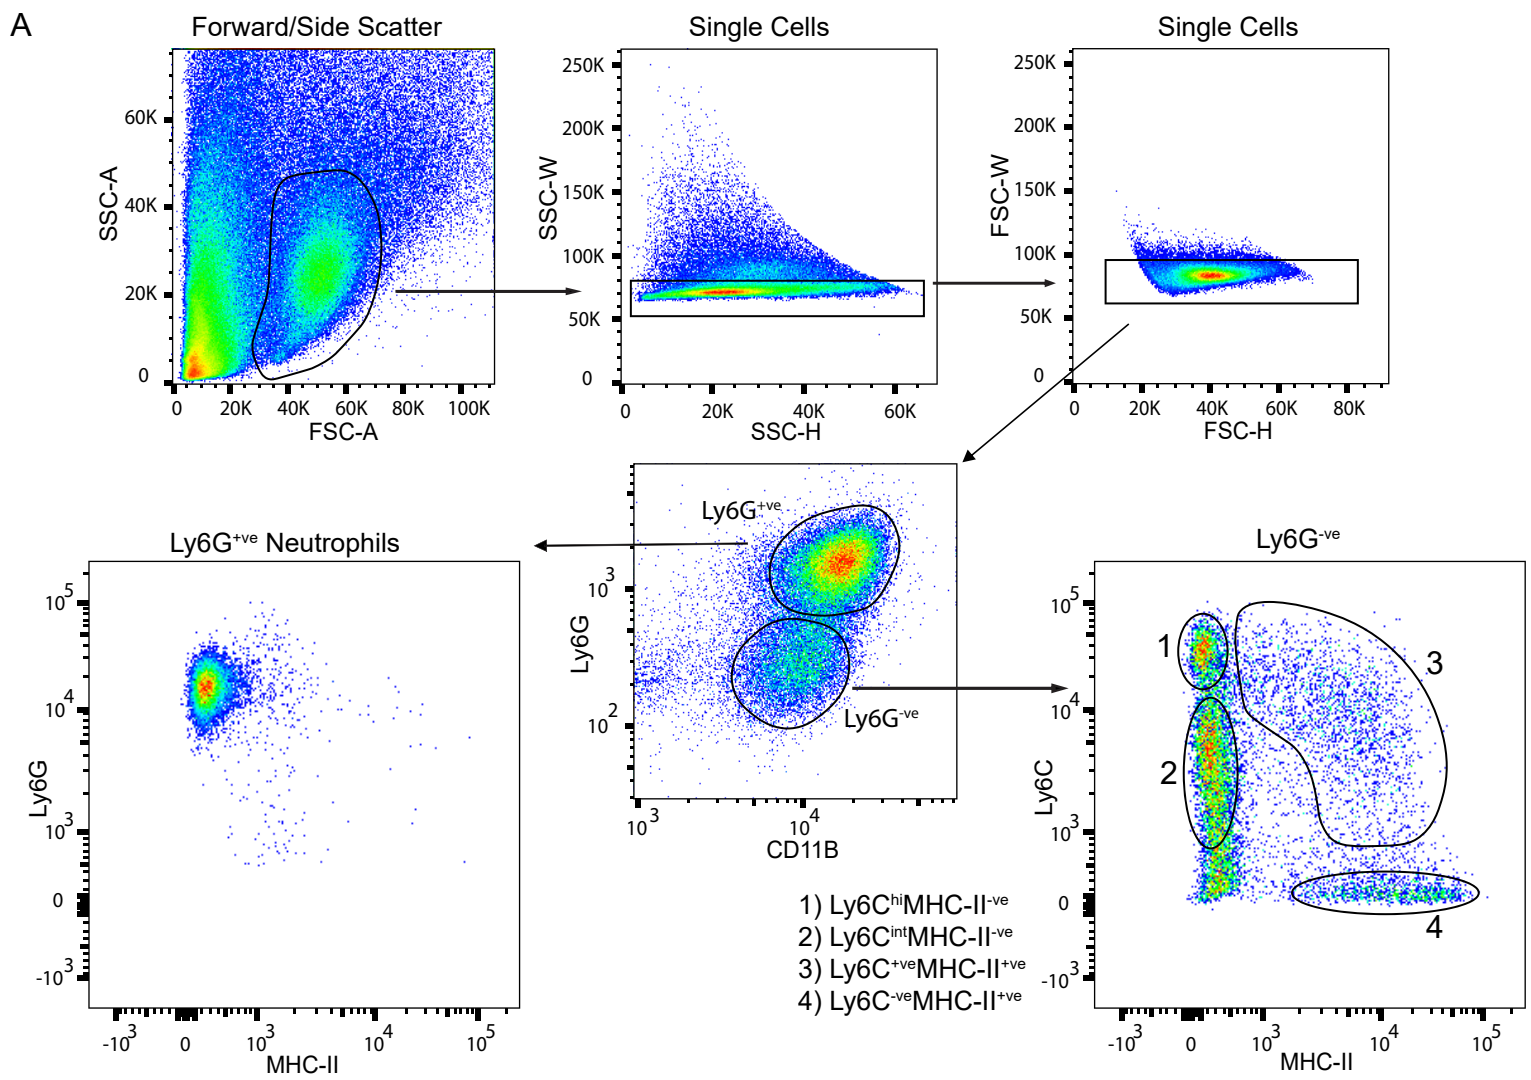 A
Forward/Side Scatter
Single Cells
Single Cells
SSC-A
60K
40K
20K
0
0 20K 40K 60K 80K 100K
FSC-A
SSC-W
250K
200K
150K
100K
50K
0
0 20K 40K 60K
SSC-H
FSC-W
250K
200K
150K
100K
50K
0
0 20K 40K 60K 80K
FSC-H
Ly6G+ve Neutrophils
Ly6G
10^5
10^4
10^3
0
-10^3
-10^3 0 10^3 10^4 10^5
MHC-II
Ly6G+ve
Ly6G
10^3
10^2
Ly6G-ve
10^3 10^4
CD11B
1) Ly6ChiMHC-II-ve
2) Ly6CintMHC-II-ve
3) Ly6C+veMHC-II+ve
4) Ly6C-veMHC-II+ve
Ly6G-ve
Ly6C
10^5
10^4
10^3
0
-10^3
1
2
3
4
-10^3 0 10^3 10^4 10^5
MHC-II